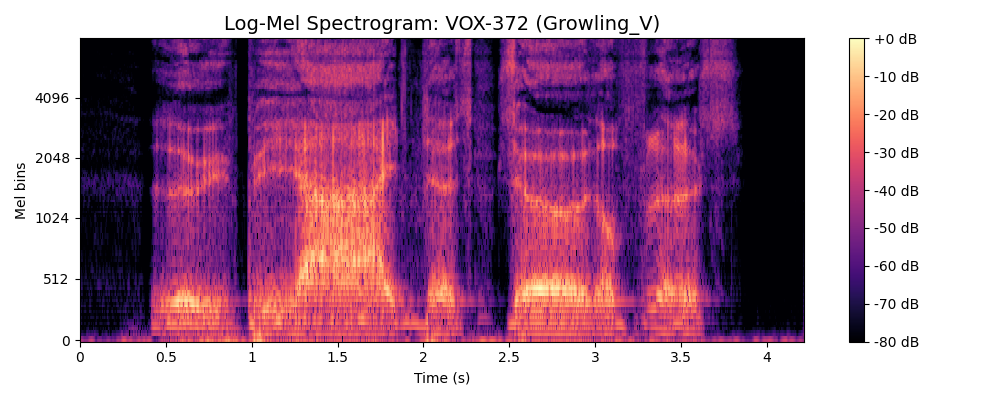 Log-Mel Spectrogram: VOX-372 (Growling_V)
Mel bins
4096
2048
1024
512
0
0 0.5 1 1.5 2 2.5 3 3.5 4
Time (s)
+0 dB
-10 dB
-20 dB
-30 dB
-40 dB
-50 dB
-60 dB
-70 dB
-80 dB